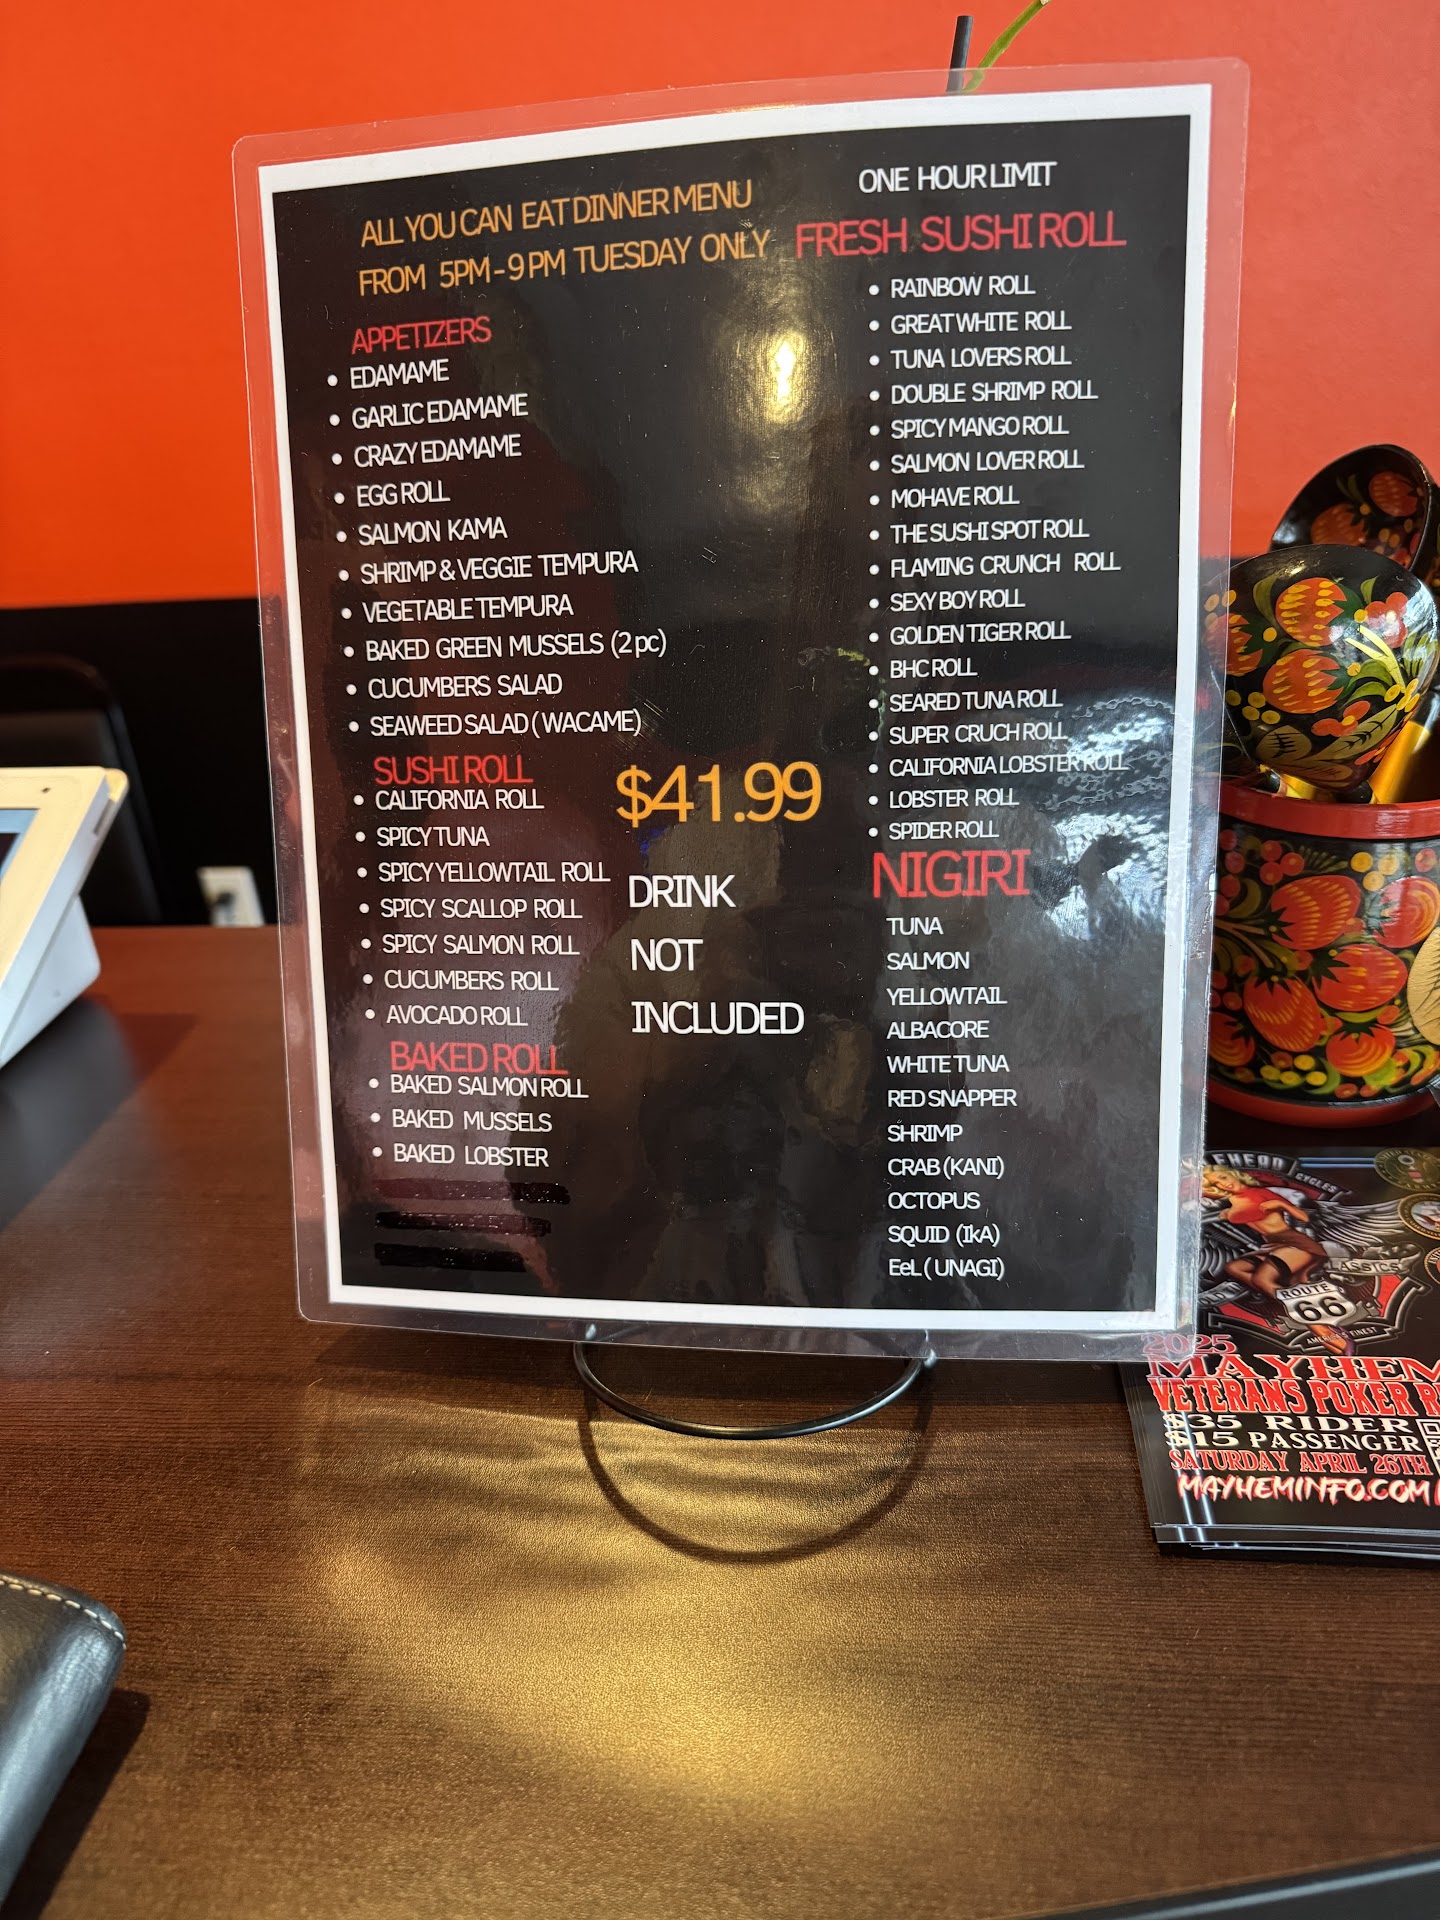 ALL YOU CAN EAT DINNER MENU
FROM 5PM - 9 PM TUESDAY ONLY
APPETIZERS
EDAMAME
GARLIC EDAMAME
CRAZY EDAMAME
EGG ROLL
SALMON KAMA
SHRIMP & VEGGIE TEMPURA
VEGETABLE TEMPURA
BAKED GREEN MUSSELS (2 pc)
CUCUMBERS SALAD
SEAWEED SALAD ( WACAME)
SUSHI ROLL
CALIFORNIA ROLL
SPICY TUNA
SPICY YELLOWTAIL ROLL
SPICY SCALLOP ROLL
SPICY SALMON ROLL
CUCUMBERS ROLL
AVOCADO ROLL
BAKED ROLL
BAKED SALMON ROLL
BAKED MUSSELS
BAKED LOBSTER
$41.99
DRINK
NOT
INCLUDED
ONE HOUR LIMIT
FRESH SUSHI ROLL
RAINBOW ROLL
GREAT WHITE ROLL
TUNA LOVERS ROLL
DOUBLE SHRIMP ROLL
SPICY MANGO ROLL
SALMON LOVER ROLL
MOHAVE ROLL
THE SUSHI SPOT ROLL
FLAMING CRUNCH ROLL
SEXY BOY ROLL
GOLDEN TIGER ROLL
BHC ROLL
SEARED TUNA ROLL
SUPER CRUCH ROLL
CALIFORNIA LOBSTER ROLL
LOBSTER ROLL
SPIDER ROLL
NIGIRI
TUNA
SALMON
YELLOWTAIL
ALBACORE
WHITE TUNA
RED SNAPPER
SHRIMP
CRAB (KANI)
OCTOPUS
SQUID (IkA)
EeL ( UNAGI)
CYCLES
ROUTE
66
AMERICA'S FINEST
2025
MAYHEM
VETERANS POKER R
$35 RIDER
$15 PASSENGER
SATURDAY APRIL 26TH
MAYHEMINFO.COM